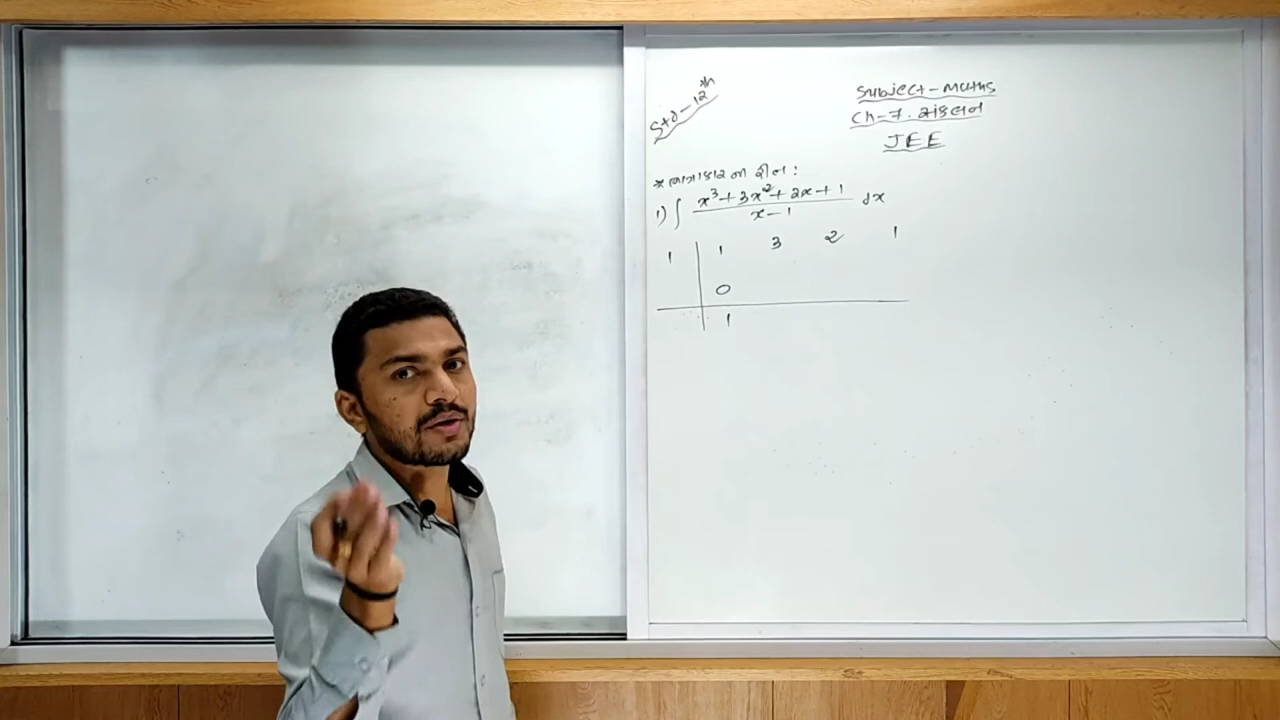 Std-12th
Subject-Maths
Ch-7. સંકલન
JEE
1) ∫ x³+3x²+2x+1 / x-1 dx
1 | 1 3 2 1
0
1